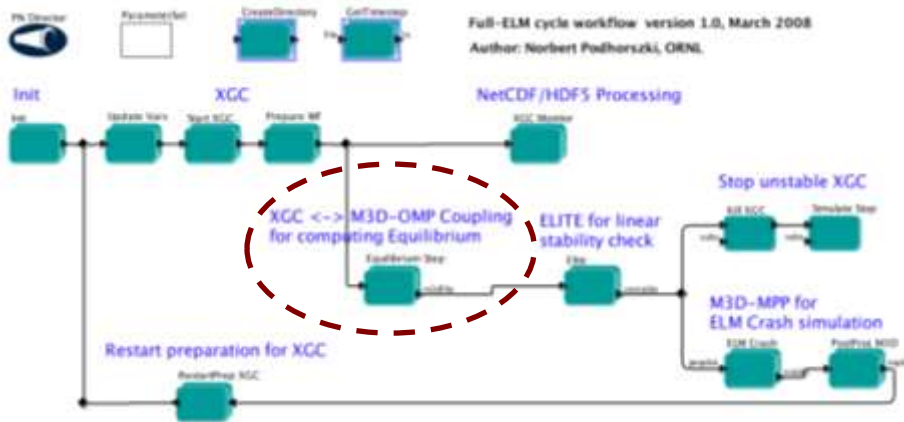 PN Director
ParameterSet
CreateDirectory
GetTimestep
Full-ELM cycle workflow version 1.0, March 2008
Author: Norbert Podhorszki, ORNL
Init
XGC
NetCDF/HDF5 Processing
Init
Update Vars
Start XGC
Prepare WF
XGC Monitor
Stop unstable XGC
XGC <-> M3D-OMP Coupling
for computing Equilibrium
ELITE for linear
stability check
Kill XGC
Simulate Stop
Equilibrium Step
Elite
M3D-MPP for
ELM Crash simulation
ELM Crash
PostProc M3D
Restart preparation for XGC
RestartPrep XGC